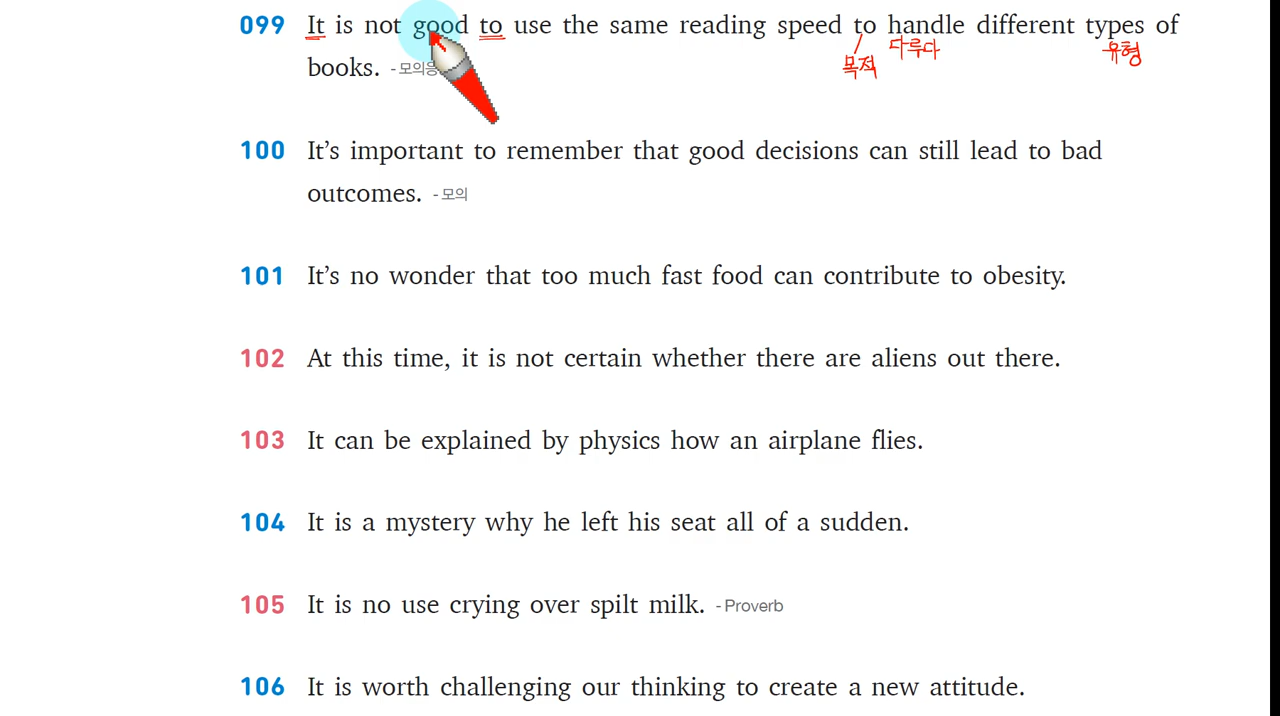 099 It is not good to use the same reading speed to handle different types of
목적 다루다 유형
books. - 모의응
100 It's important to remember that good decisions can still lead to bad
outcomes. - 모의
101 It's no wonder that too much fast food can contribute to obesity.
102 At this time, it is not certain whether there are aliens out there.
103 It can be explained by physics how an airplane flies.
104 It is a mystery why he left his seat all of a sudden.
105 It is no use crying over spilt milk. - Proverb
106 It is worth challenging our thinking to create a new attitude.